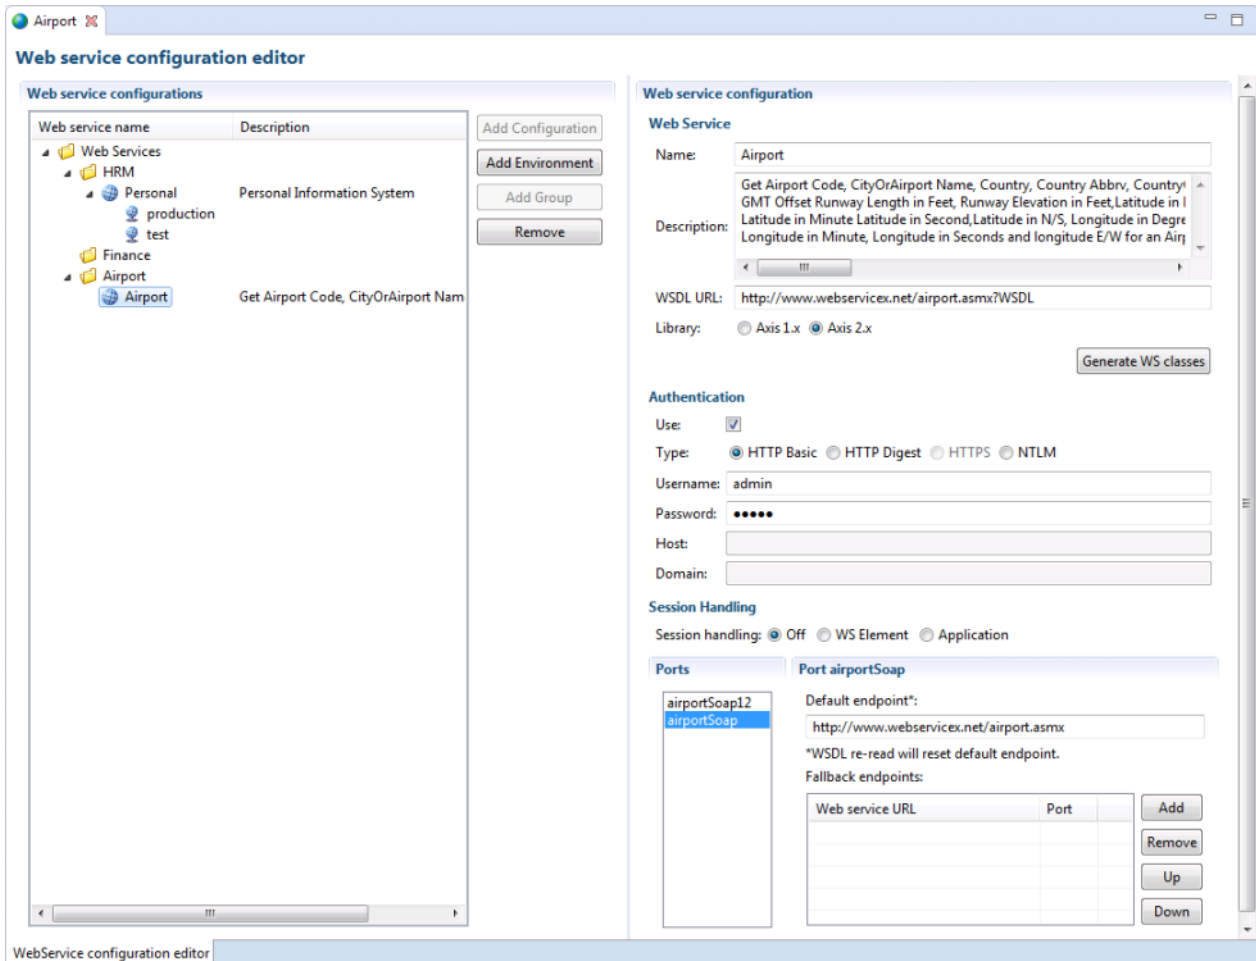 Airport
Web service configuration editor
Web service configurations
Web service name Description
Web Services
HRM
Personal Personal Information System
production
test
Finance
Airport
Airport Get Airport Code, CityOrAirport Nam
Add Configuration
Add Environment
Add Group
Remove
Web service configuration
Web Service
Name: Airport
Description:
Get Airport Code, CityOrAirport Name, Country, Country Abbrv, Country
GMT Offset Runway Length in Feet, Runway Elevation in Feet,Latitude in
Latitude in Minute Latitude in Second,Latitude in N/S, Longitude in Degre
Longitude in Minute, Longitude in Seconds and longitude E/W for an Air
WSDL URL: http://www.webservicex.net/airport.asmx?WSDL
Library: Axis 1.x Axis 2.x
Generate WS classes
Authentication
Use:
Type: HTTP Basic HTTP Digest HTTPS NTLM
Username: admin
Password: •••••
Host:
Domain:
Session Handling
Session handling: Off WS Element Application
Ports
airportSoap12
airportSoap
Port airportSoap
Default endpoint*:
http://www.webservicex.net/airport.asmx
*WSDL re-read will reset default endpoint.
Fallback endpoints:
Web service URL Port
Add
Remove
Up
Down
WebService configuration editor